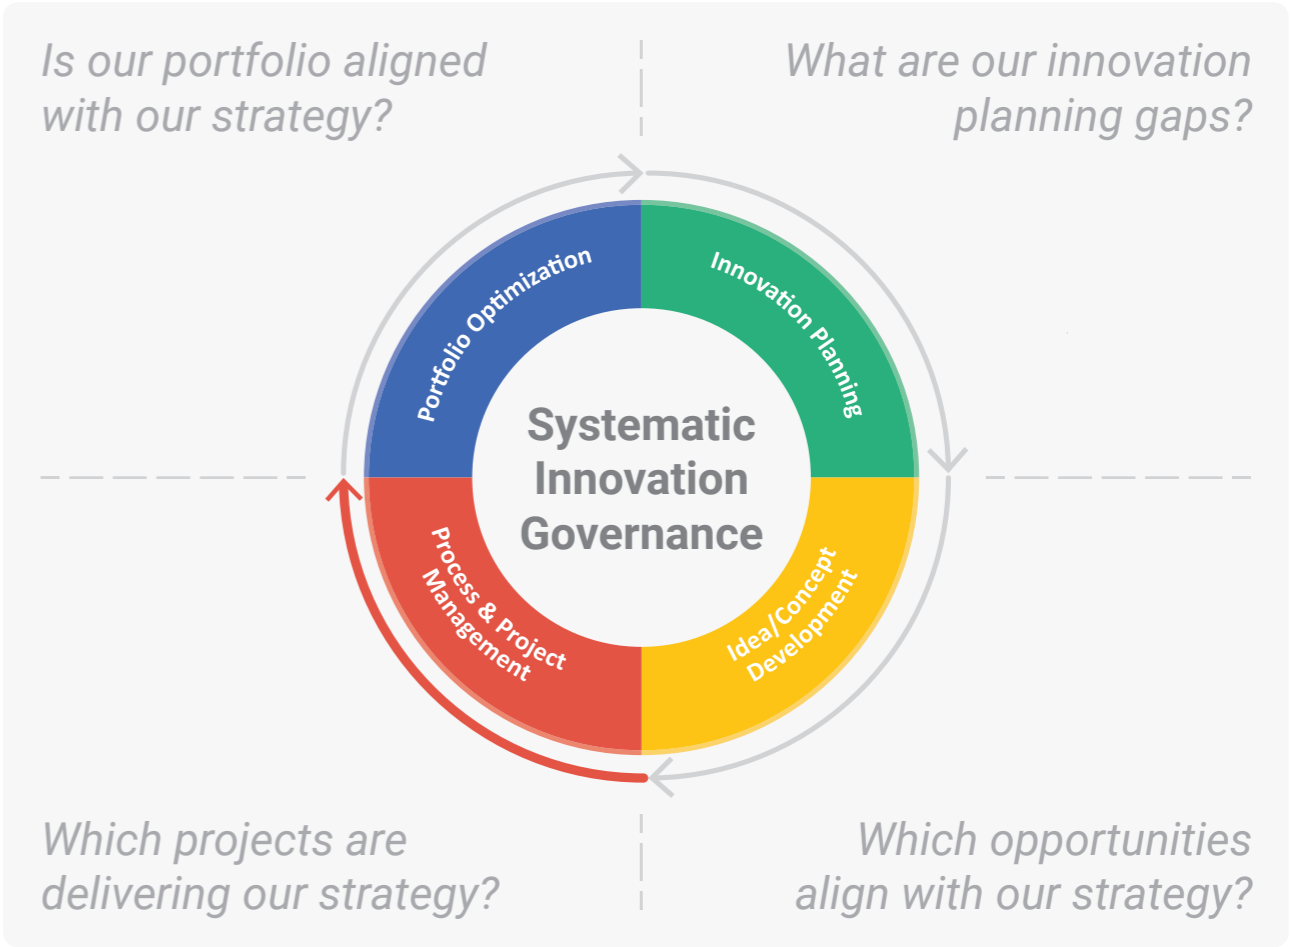 Is our portfolio aligned
with our strategy?
What are our innovation
planning gaps?
Portfolio Optimization
Innovation Planning
Systematic
Innovation
Governance
Process & Project
Management
Idea/Concept
Development
Which projects are
delivering our strategy?
Which opportunities
align with our strategy?